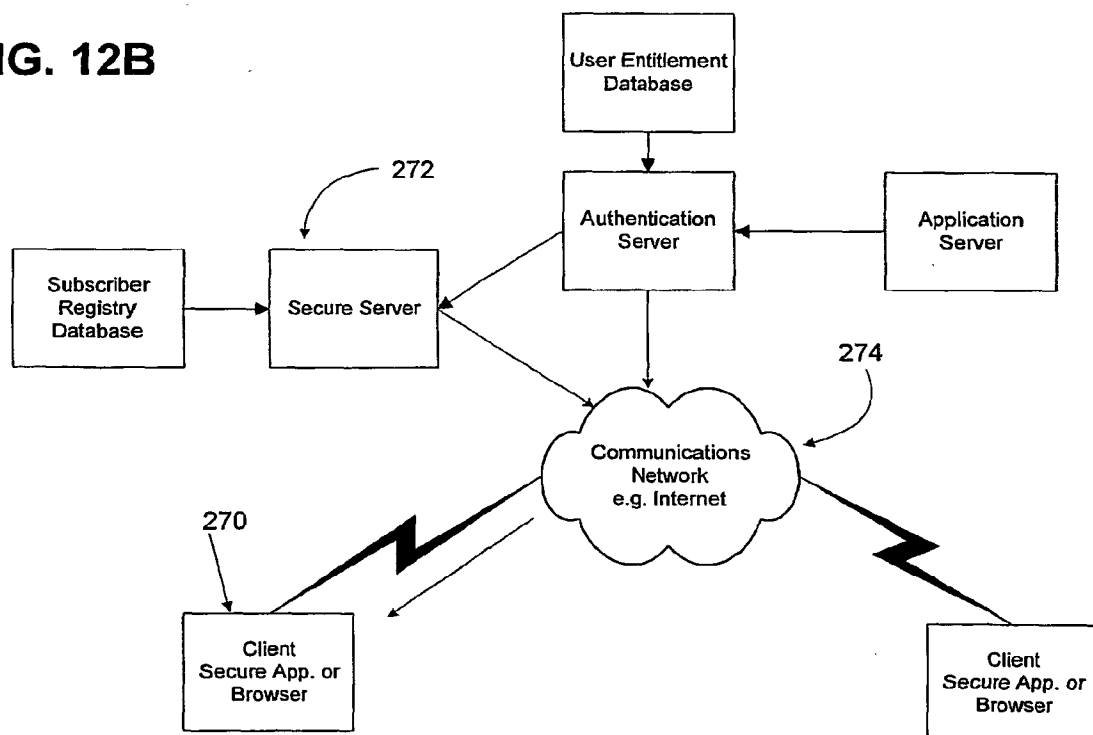 IG. 12B
User Entitlement
Database
272
Authentication
Server
Application
Server
Subscriber
Registry
Database
Secure Server
274
Communications
Network
e.g. Internet
270
Client
Secure App. or
Browser
Client
Secure App. or
Browser